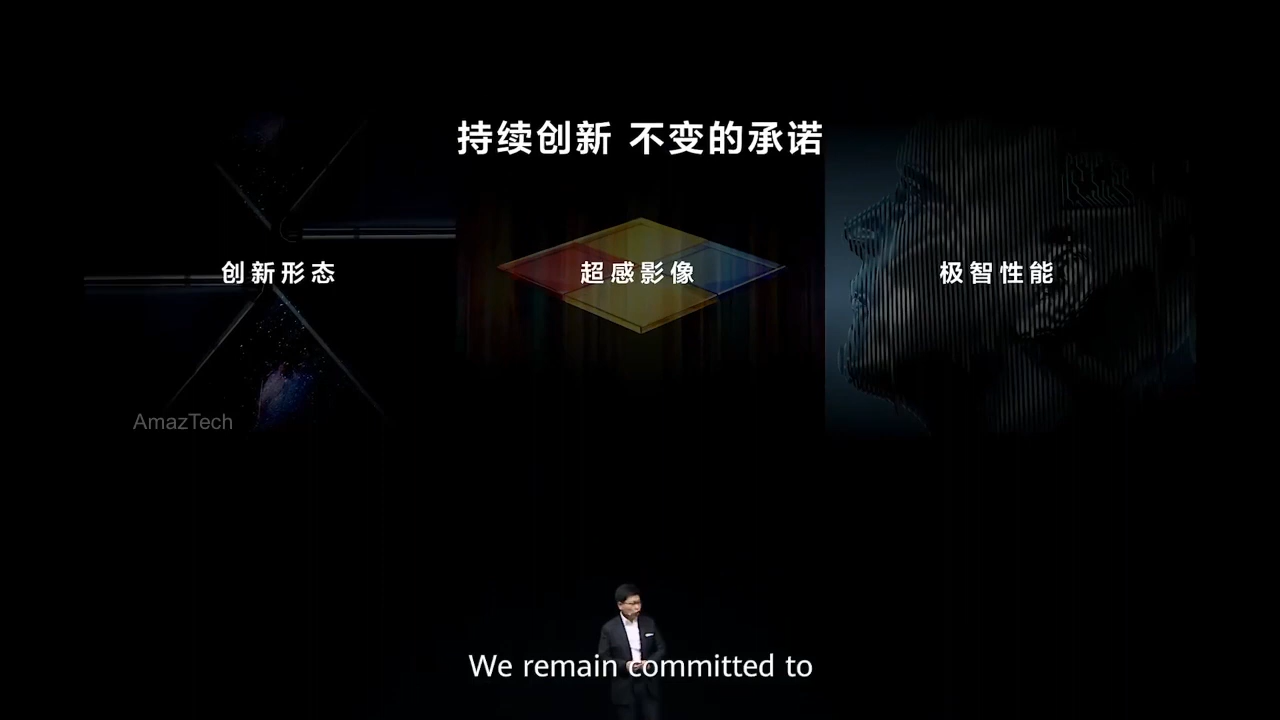 持续创新 不变的承诺
创新形态
超感影像
极智性能
AmazTech
We remain committed to